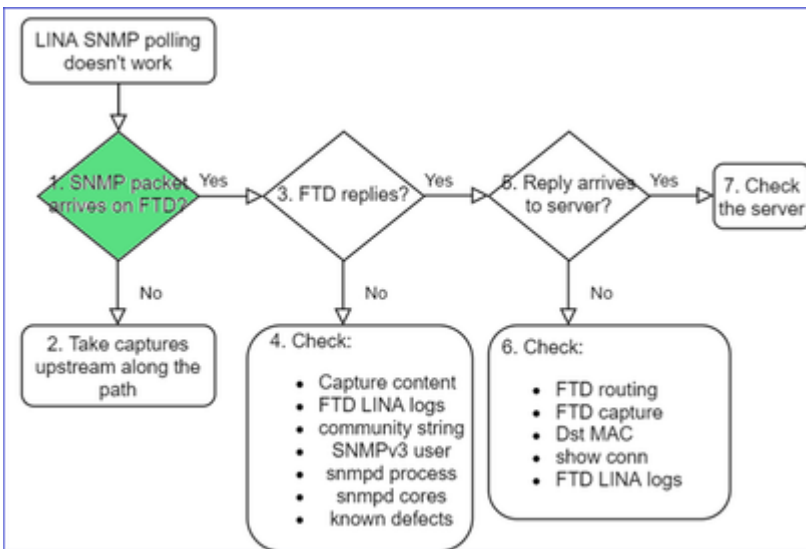 LINA SNMP polling
doesn't work
1. SNMP packet
arrives on FTD?
Yes
3. FTD replies?
Yes
5. Reply arrives
to server?
Yes
7. Check
the server
No
No
No
2. Take captures
upstream along the
path
4. Check:
• Capture content
• FTD LINA logs
• community string
• SNMPv3 user
• snmpd process
• snmpd cores
• known defects
6. Check:
• FTD routing
• FTD capture
• Dst MAC
• show conn
• FTD LINA logs